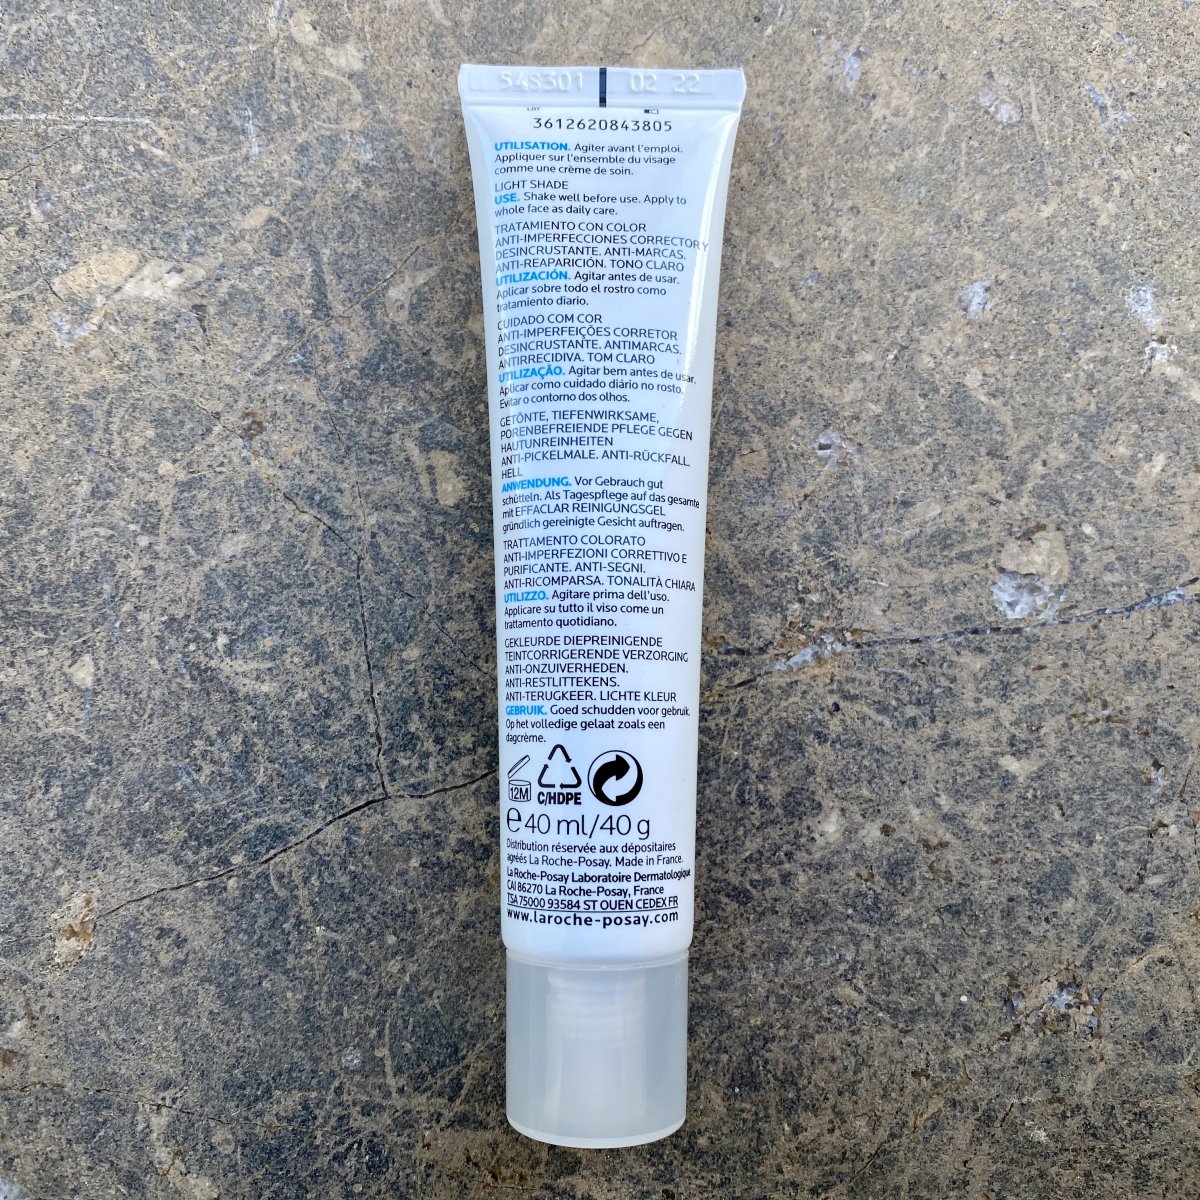 54S301 02 22
LOT
3612620843805
UTILISATION. Agiter avant l'emploi.
Appliquer sur l'ensemble du visage
comme une crème de soin.
LIGHT SHADE
USE. Shake well before use. Apply to
whole face as daily care.
TRATAMIENTO CON COLOR
ANTI-IMPERFECCIONES CORRECTOR Y
DESINCRUSTANTE. ANTI-MARCAS.
ANTI-REAPARICIÓN. TONO CLARO
UTILIZACIÓN. Agitar antes de usar.
Aplicar sobre todo el rostro como
tratamiento diario.
CUIDADO COM COR
ANTI-IMPERFEIÇÕES CORRETOR
DESINCRUSTANTE. ANTIMARCAS.
ANTIRRECIDIVA. TOM CLARO
UTILIZAÇÃO. Agitar bem antes de usar.
Aplicar como cuidado diário no rosto.
Evitar o contorno dos olhos.
GETÖNTE, TIEFENWIRKSAME,
PORENBEFREIENDE PFLEGE GEGEN
HAUTUNREINHEITEN
ANTI-PICKELMALE. ANTI-RÜCKFALL.
HELL
ANWENDUNG. Vor Gebrauch gut
schütteln. Als Tagespflege auf das gesamte
mit EFFACLAR REINIGUNGSGEL
gründlich gereinigte Gesicht auftragen.
TRATTAMENTO COLORATO
ANTI-IMPERFEZIONI CORRETTIVO E
PURIFICANTE. ANTI-SEGNI.
ANTI-RICOMPARSA. TONALITÀ CHIARA
UTILIZZO. Agitare prima dell'uso.
Applicare su tutto il viso come un
trattamento quotidiano.
GEKLEURDE DIEPREINIGENDE
TEINTCORRIGERENDE VERZORGING
ANTI-ONZUIVERHEDEN.
ANTI-RESTLITTEKENS.
ANTI-TERUGKEER. LICHTE KLEUR
GEBRUIK. Goed schudden voor gebruik.
Op het volledige gelaat zoals een
dagcrème.
12M C/HDPE
e 40 ml/40 g
Distribution réservée aux dépositaires
agréés La Roche-Posay. Made in France.
La Roche-Posay Laboratoire Dermatologique
CAI 86270 La Roche-Posay, France
TSA 75000 93584 ST OUEN CEDEX FR
www.laroche-posay.com